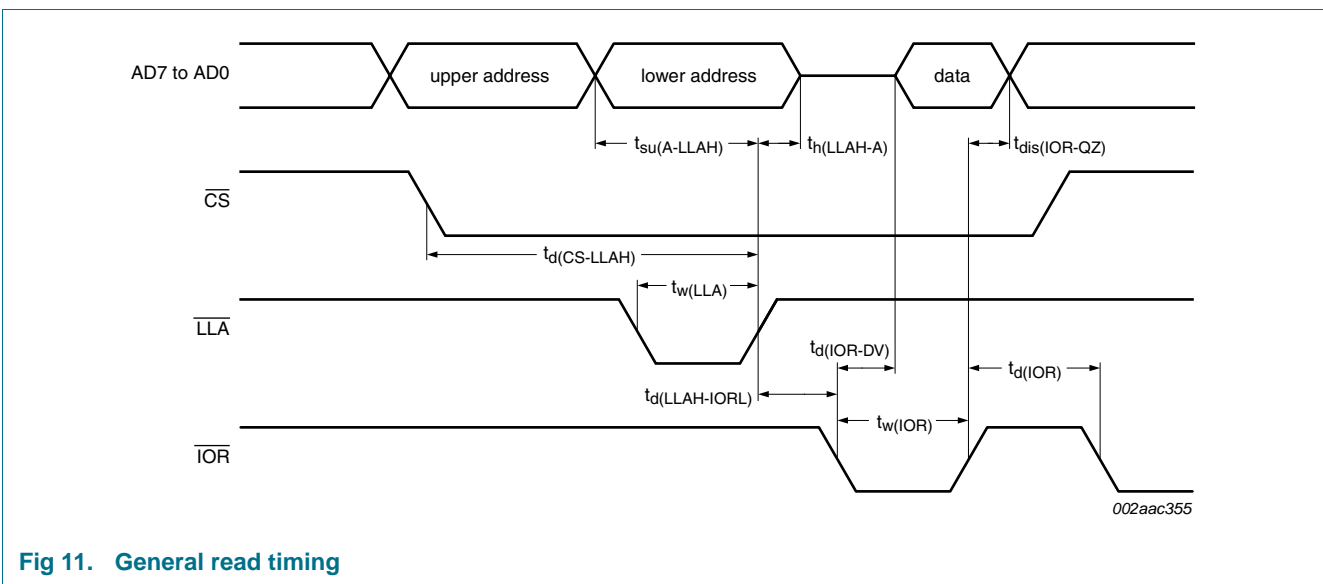 AD7 to AD0
upper address
lower address
data
tsu(A-LLAH)
th(LLAH-A)
tdis(IOR-QZ)
CS
td(CS-LLAH)
tw(LLA)
LLA
td(IOR-DV)
td(IOR)
td(LLAH-IORL)
tw(IOR)
IOR
002aac355
Fig 11. General read timing